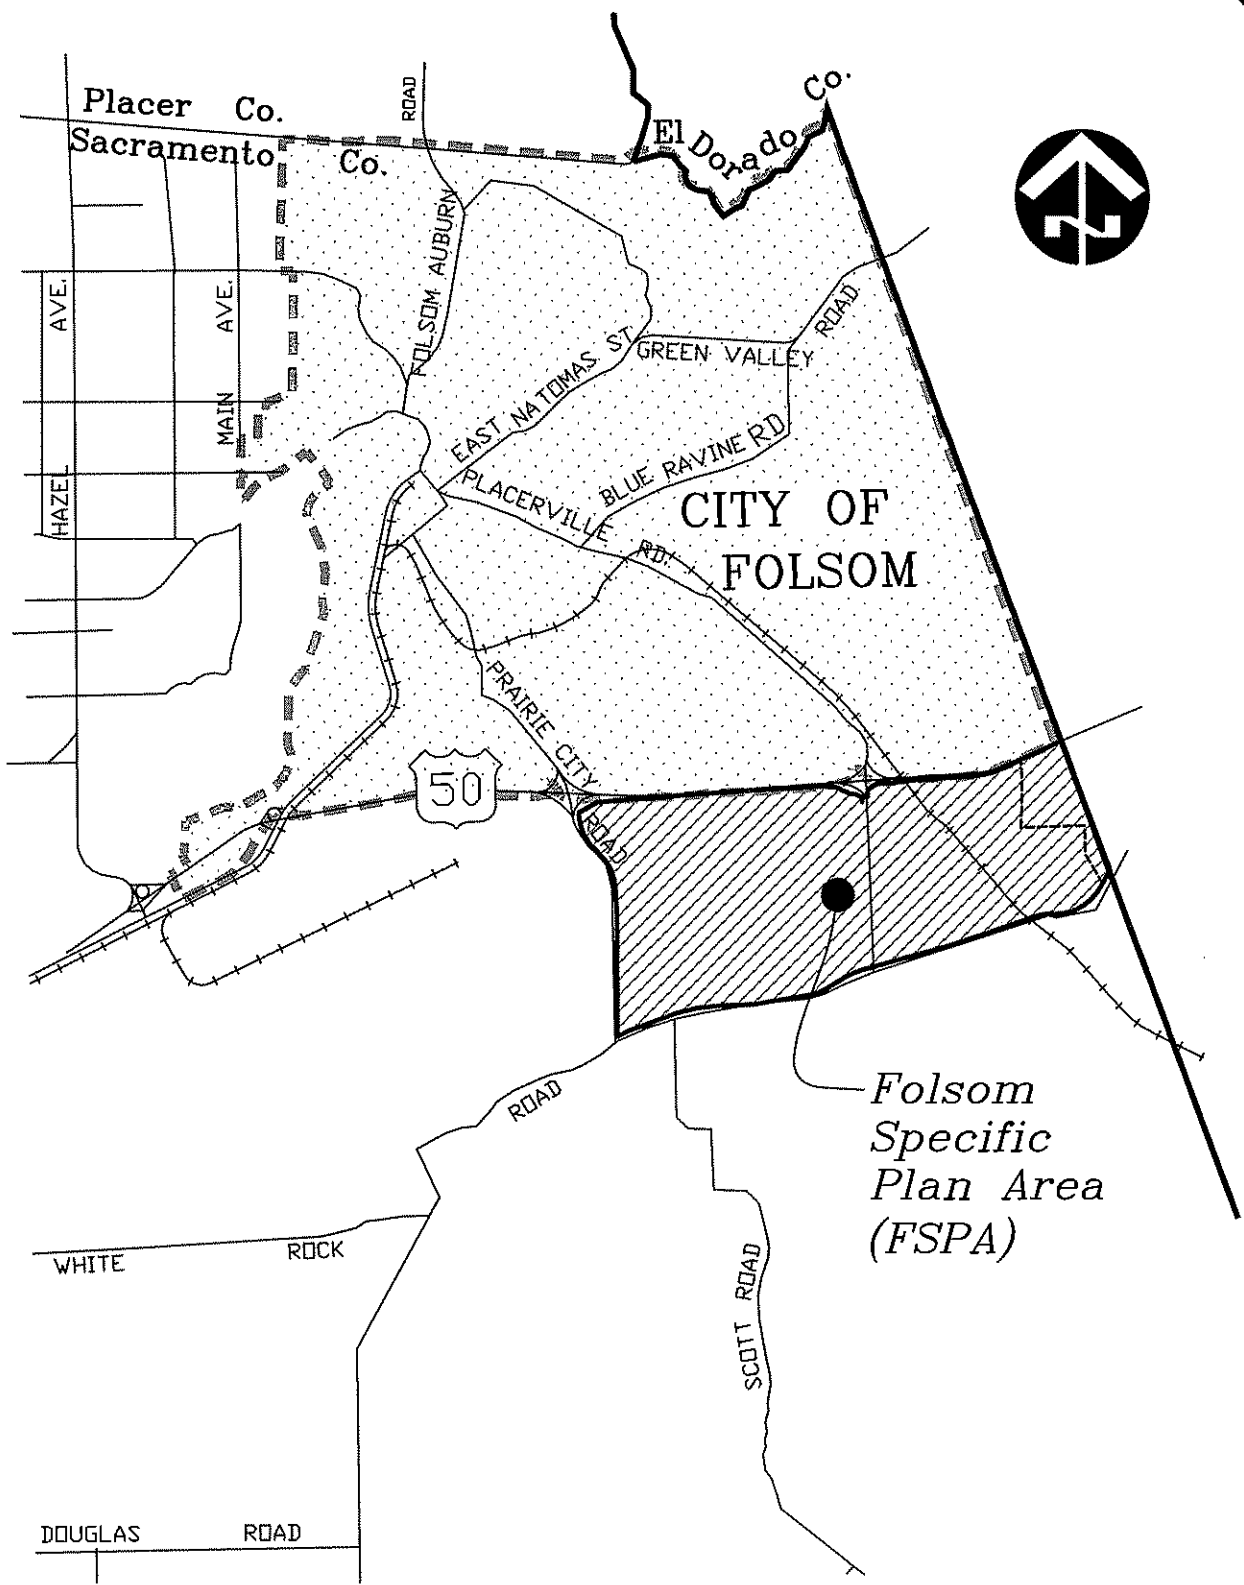 Placer Co.
Sacramento Co.
El Dorado Co.
ROAD
FOLSOM AUBURN
AVE.
HAZEL
AVE.
MAIN
EAST NATOMAS ST
GREEN VALLEY
ROAD
BLUE RAVINE RD
PLACERVILLE RD.
CITY OF
FOLSOM
PRAIRIE CITY
ROAD
50
N
Folsom
Specific
Plan Area
(FSPA)
ROAD
WHITE ROCK
SCOTT ROAD
DOUGLAS ROAD